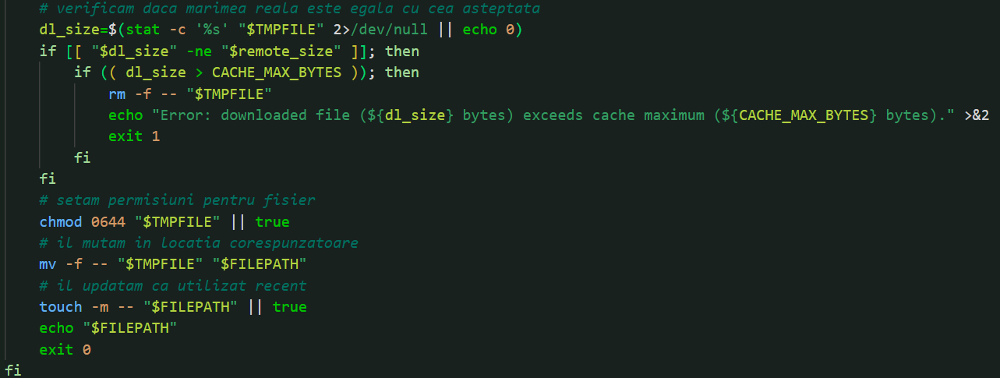 # verificam daca marimea reala este egala cu cea asteptata
dl_size=$(stat -c '%s' "$TMPFILE" 2>/dev/null || echo 0)
if [[ "$dl_size" -ne "$remote_size" ]]; then
if (( dl_size > CACHE_MAX_BYTES )); then
rm -f -- "$TMPFILE"
echo "Error: downloaded file (${dl_size} bytes) exceeds cache maximum (${CACHE_MAX_BYTES} bytes)." >&2
exit 1
fi
fi
# setam permisiuni pentru fisier
chmod 0644 "$TMPFILE" || true
# il mutam in locatia corespunzatoare
mv -f -- "$TMPFILE" "$FILEPATH"
# il updatam ca utilizat recent
touch -m -- "$FILEPATH" || true
echo "$FILEPATH"
exit 0
fi